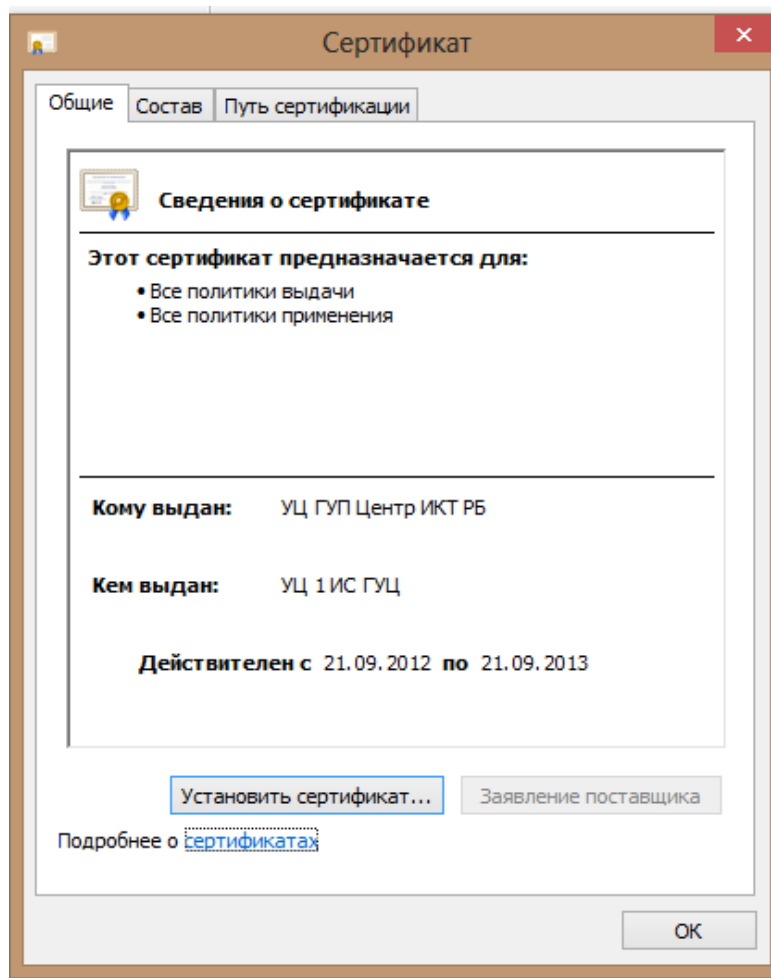 Сертификат
Общие Состав Путь сертификации
Сведения о сертификате
Этот сертификат предназначается для:
• Все политики выдачи
• Все политики применения
Кому выдан: УЦ ГУП Центр ИКТ РБ
Кем выдан: УЦ 1 ИС ГУЦ
Действителен с 21.09.2012 по 21.09.2013
Установить сертификат... Заявление поставщика
Подробнее о сертификатах
ОК